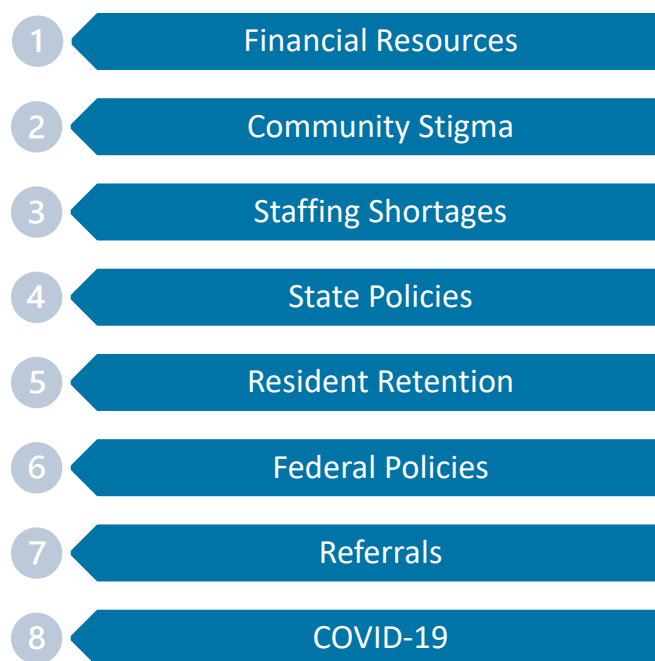 1 Financial Resources
2 Community Stigma
3 Staffing Shortages
4 State Policies
5 Resident Retention
6 Federal Policies
7 Referrals
8 COVID-19